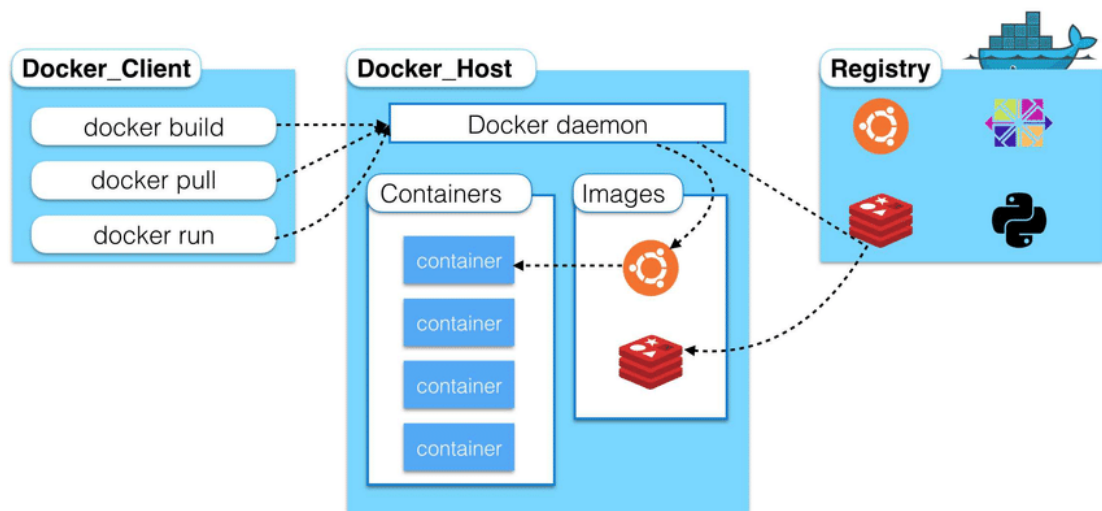 Docker_Client
docker build
docker pull
docker run
Docker_Host
Docker daemon
Containers
container
container
container
container
Images
Registry